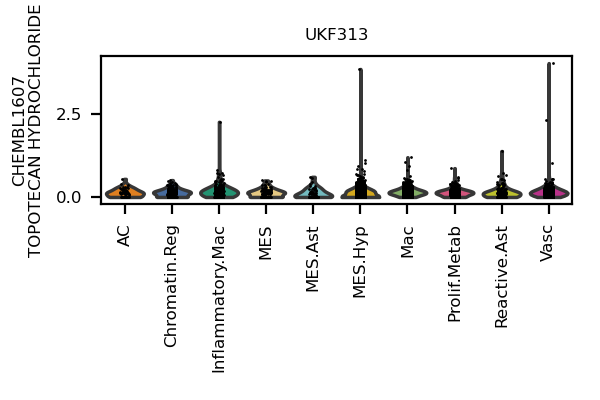 UKF313
CHEMBL1607
TOPOTECAN HYDROCHLORIDE
2.5
0.0
AC
Chromatin.Reg
Inflammatory.Mac
MES
MES.Ast
MES.Hyp
Mac
Prolif.Metab
Reactive.Ast
Vasc